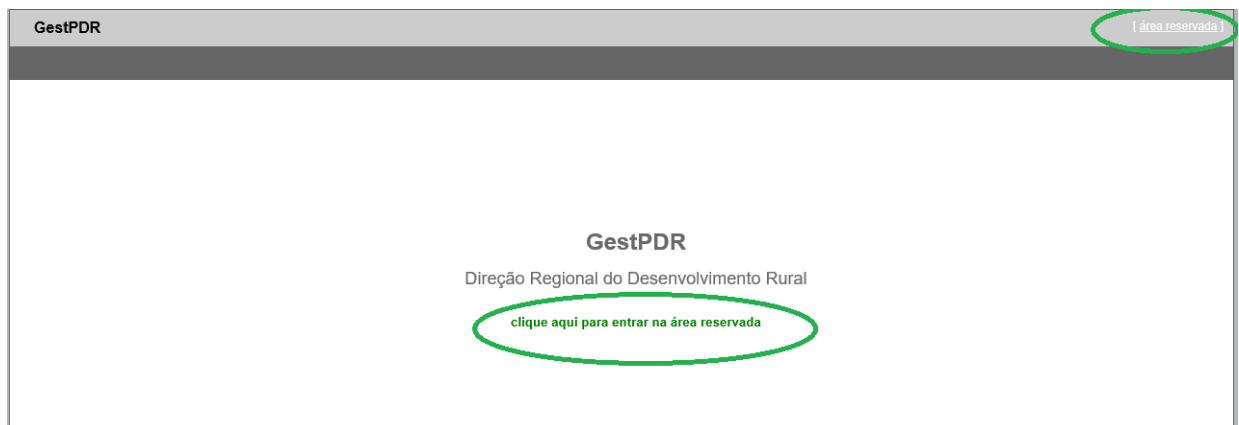 GestPDR
[ área reservada ]
GestPDR
Direção Regional do Desenvolvimento Rural
clique aqui para entrar na área reservada